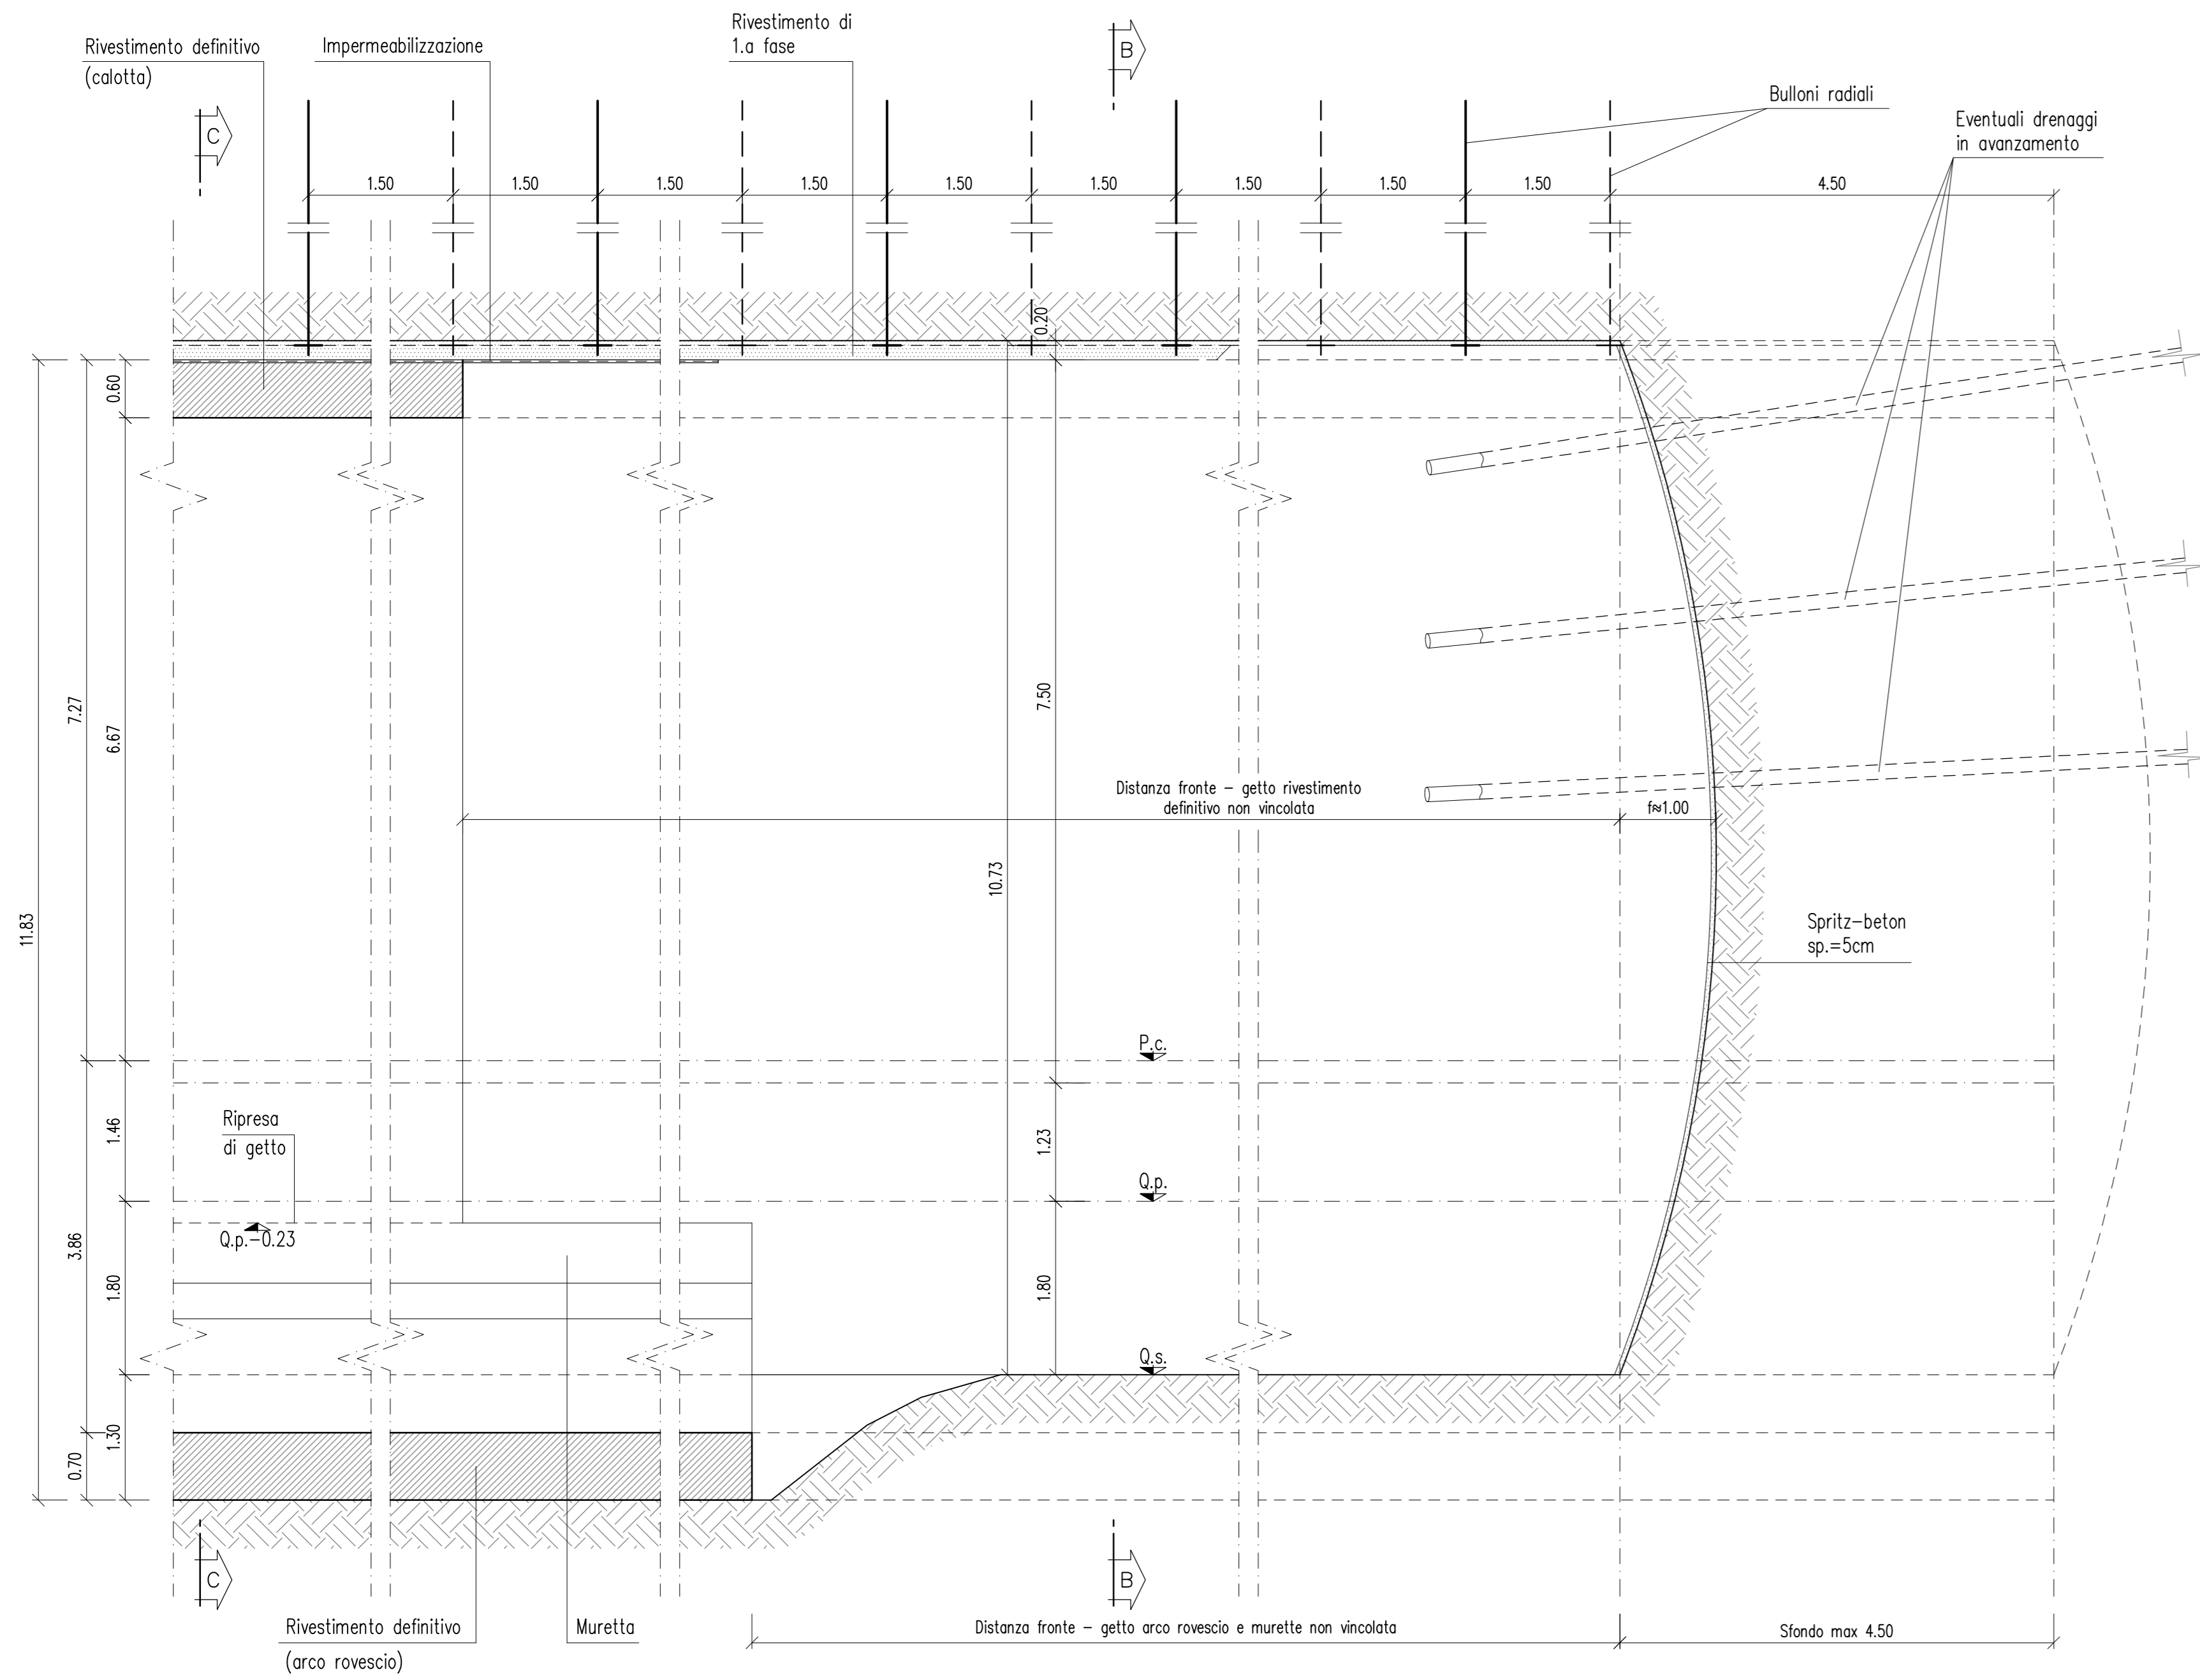 Rivestimento di
1.a fase
Rivestimento definitivo
(calotta)
Impermeabilizzazione
B
Bulloni radiali
Eventuali drenaggi
in avanzamento
C
1.50
1.50
1.50
1.50
1.50
1.50
1.50
1.50
1.50
4.50
0.20
0.60
7.27
6.67
7.50
Distanza fronte – getto rivestimento
definitivo non vincolata
f≈1.00
10.73
11.83
Spritz-beton
sp.=5cm
P.c.
Ripresa
di getto
1.46
1.23
Q.p.
Q.p.-0.23
3.86
1.80
1.80
Q.s.
1.30
0.70
C
B
Rivestimento definitivo
(arco rovescio)
Muretta
Distanza fronte – getto arco rovescio e murette non vincolata
Sfondo max 4.50